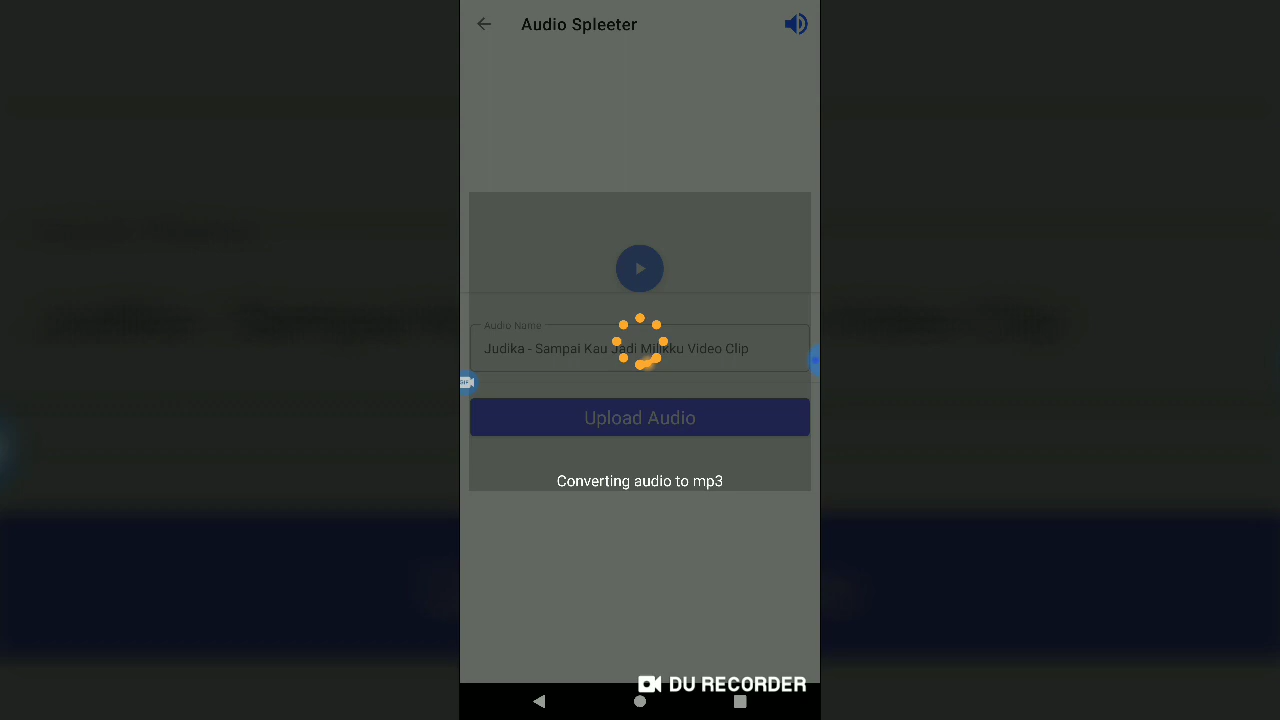 Audio Spleeter
Audio Name
Judika - Sampai Kau Jadi Milikku Video Clip
GIF
Upload Audio
Converting audio to mp3
DU RECORDER